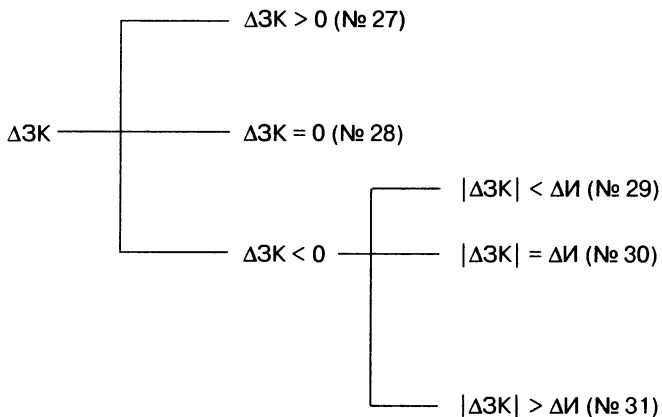 ΔЗК > 0 (№ 27)
ΔЗК
ΔЗК = 0 (№ 28)
|ΔЗК| < ΔИ (№ 29)
ΔЗК < 0
|ΔЗК| = ΔИ (№ 30)
|ΔЗК| > ΔИ (№ 31)